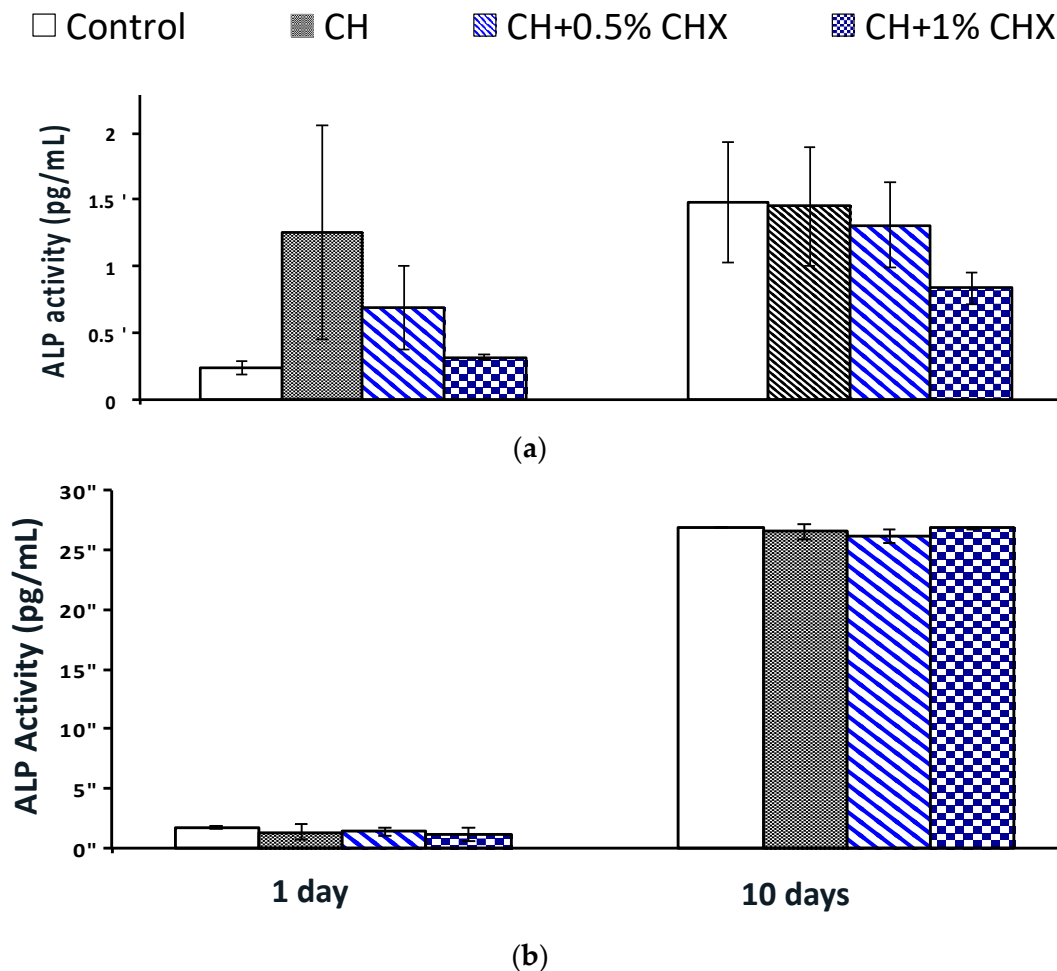 Control CH CH+0.5% CHX CH+1% CHX
ALP activity (pg/mL)
2
1.5 '
1
0.5 '
0
(a)
ALP Activity (pg/mL)
30"
25"
20"
15"
10"
5"
0"
1 day 10 days
(b)